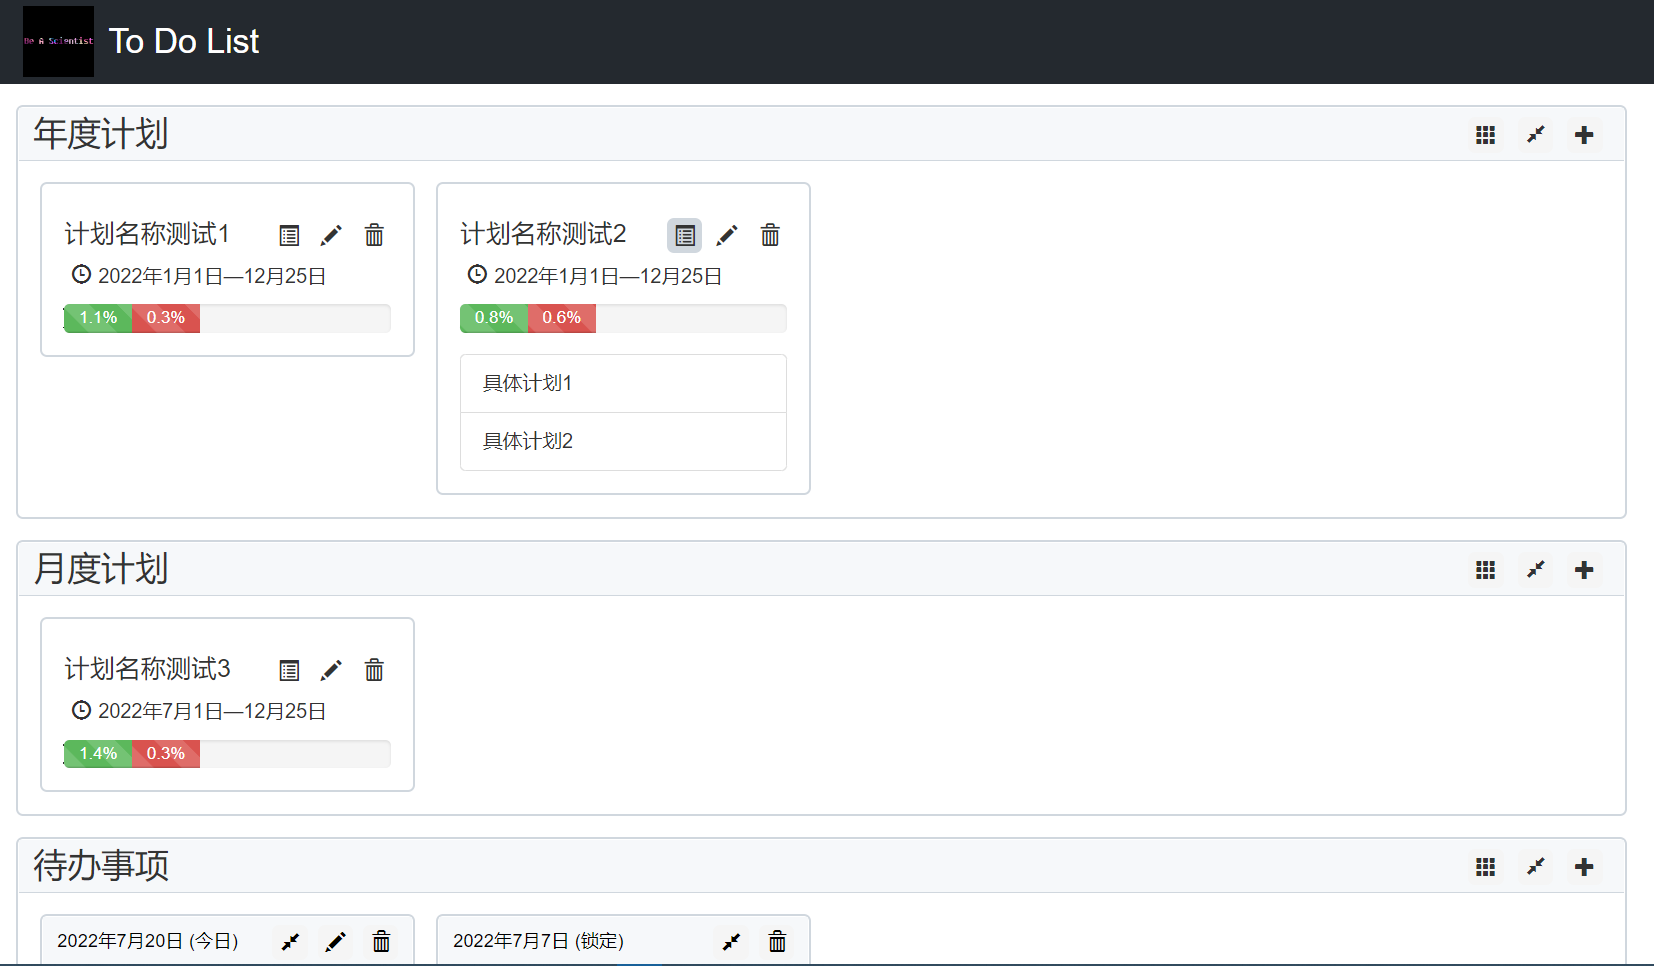 Be A Scientist
To Do List
年度计划
计划名称测试1
2022年1月1日—12月25日
1.1% 0.3%
计划名称测试2
2022年1月1日—12月25日
0.8% 0.6%
具体计划1
具体计划2
月度计划
计划名称测试3
2022年7月1日—12月25日
1.4% 0.3%
待办事项
2022年7月20日 (今日)
2022年7月7日 (锁定)